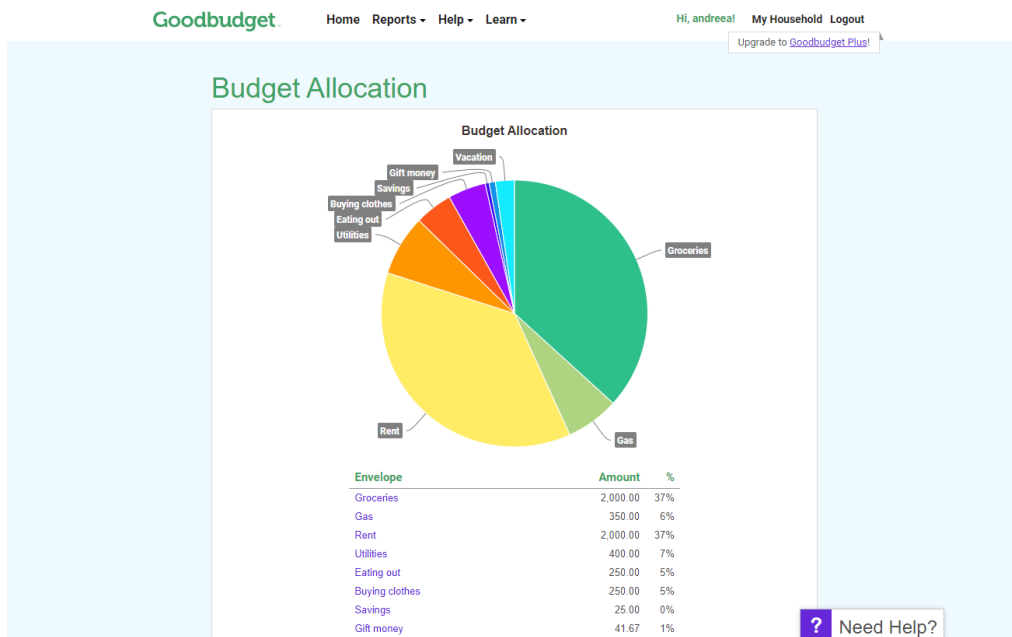 Goodbudget Home Reports Help Learn Hi, andreea! My Household Logout
Upgrade to Goodbudget Plus!
Budget Allocation
Budget Allocation
Vacation
Gift money
Savings
Buying clothes
Eating out
Utilities
Groceries
Rent
Gas
Envelope Amount %
Groceries 2,000.00 37%
Gas 350.00 6%
Rent 2,000.00 37%
Utilities 400.00 7%
Eating out 250.00 5%
Buying clothes 250.00 5%
Savings 25.00 0%
Gift money 41.67 1%
? Need Help?